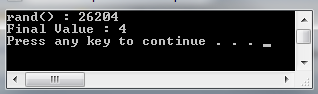 rand() : 26204
Final Value : 4
Press any key to continue . . . _